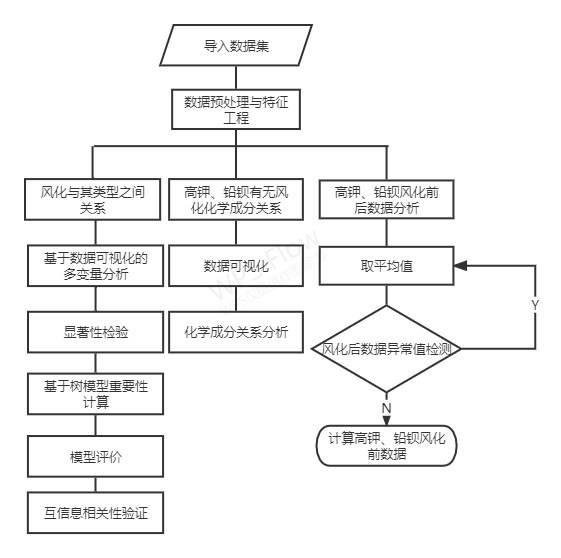 导入数据集
数据预处理与特征
工程
风化与其类型之间
关系
高钾、铅钡有无风
化化学成分关系
高钾、铅钡风化前
后数据分析
基于数据可视化的
多变量分析
数据可视化
取平均值
显著性检验
化学成分关系分析
风化后数据异常值检测
Y
N
基于树模型重要性
计算
计算高钾、铅钡风化
前数据
模型评价
互信息相关性验证
WPS Flow